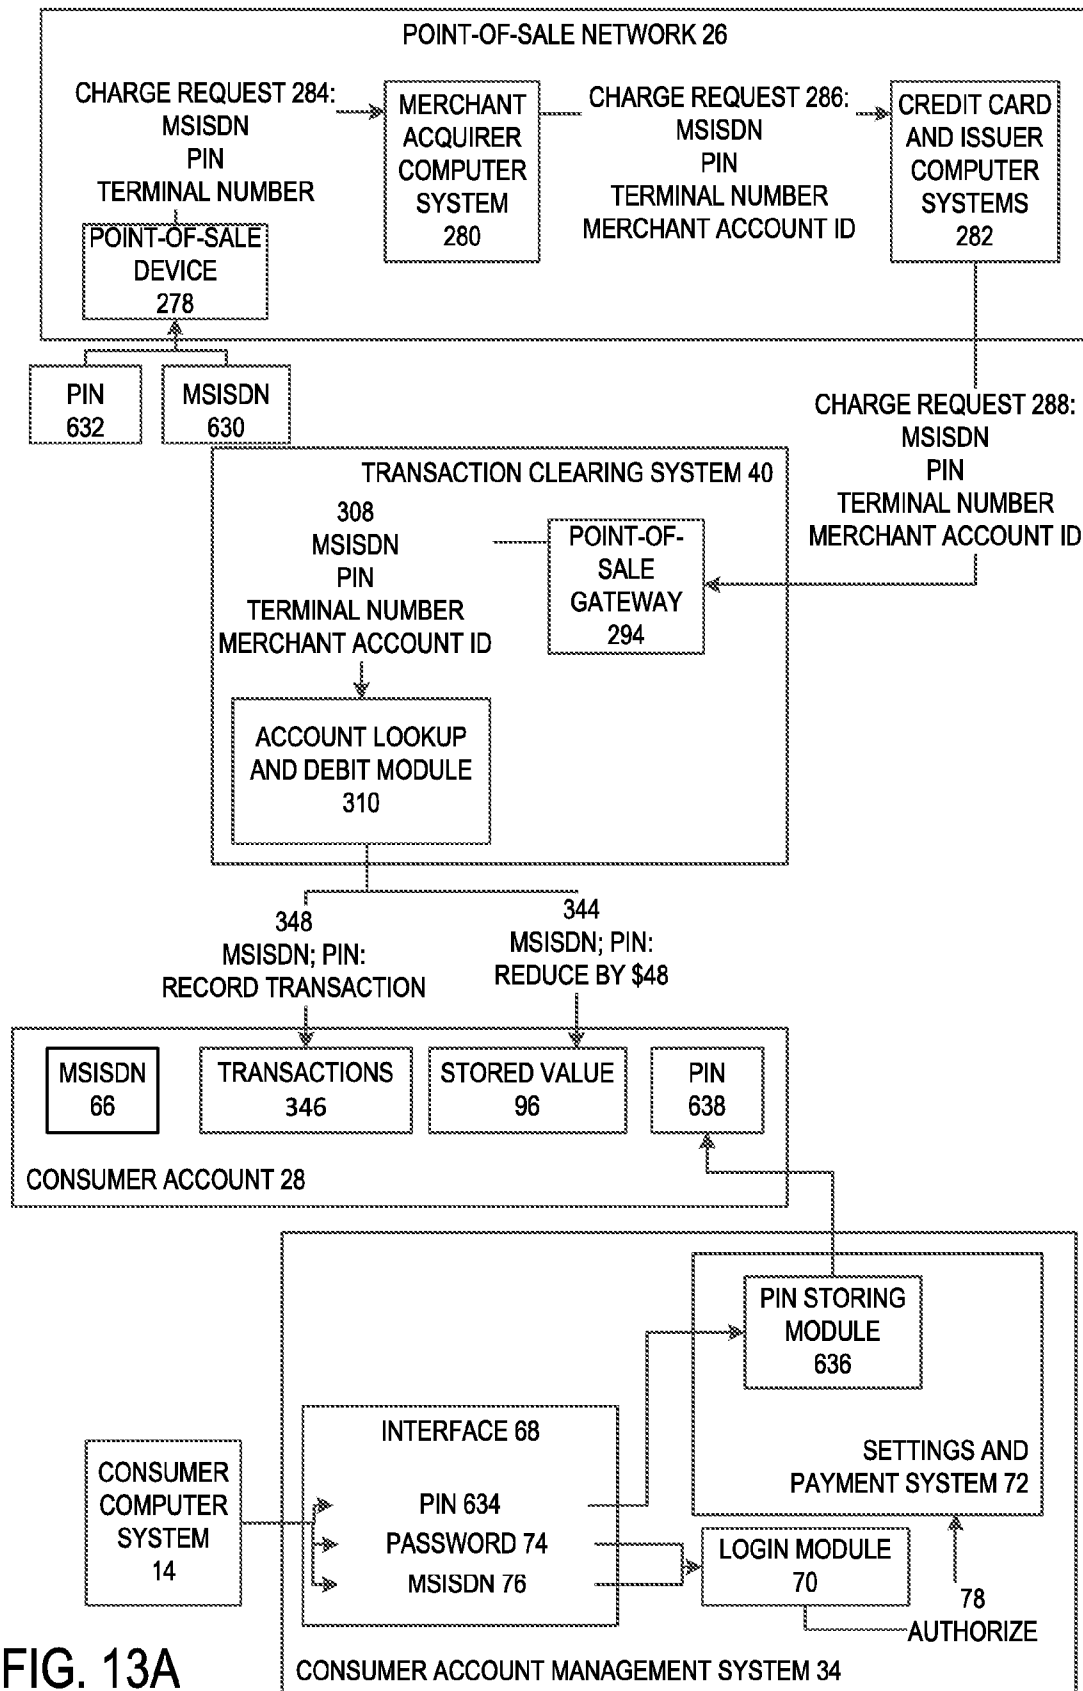 POINT-OF-SALE NETWORK 26
CHARGE REQUEST 284:
MSISDN
PIN
TERMINAL NUMBER
MERCHANT
ACQUIRER
COMPUTER
SYSTEM
280
CHARGE REQUEST 286:
MSISDN
PIN
TERMINAL NUMBER
MERCHANT ACCOUNT ID
CREDIT CARD
AND ISSUER
COMPUTER
SYSTEMS
282
POINT-OF-SALE
DEVICE
278
PIN
632
MSISDN
630
CHARGE REQUEST 288:
MSISDN
PIN
TERMINAL NUMBER
MERCHANT ACCOUNT ID
TRANSACTION CLEARING SYSTEM 40
308
MSISDN
PIN
TERMINAL NUMBER
MERCHANT ACCOUNT ID
POINT-OF-
SALE
GATEWAY
294
ACCOUNT LOOKUP
AND DEBIT MODULE
310
348
MSISDN; PIN:
RECORD TRANSACTION
344
MSISDN; PIN:
REDUCE BY $48
MSISDN
66
TRANSACTIONS
346
STORED VALUE
96
PIN
638
CONSUMER ACCOUNT 28
PIN STORING
MODULE
636
SETTINGS AND
PAYMENT SYSTEM 72
INTERFACE 68
PIN 634
PASSWORD 74
MSISDN 76
CONSUMER
COMPUTER
SYSTEM
14
LOGIN MODULE
70
78
AUTHORIZE
CONSUMER ACCOUNT MANAGEMENT SYSTEM 34
FIG. 13A